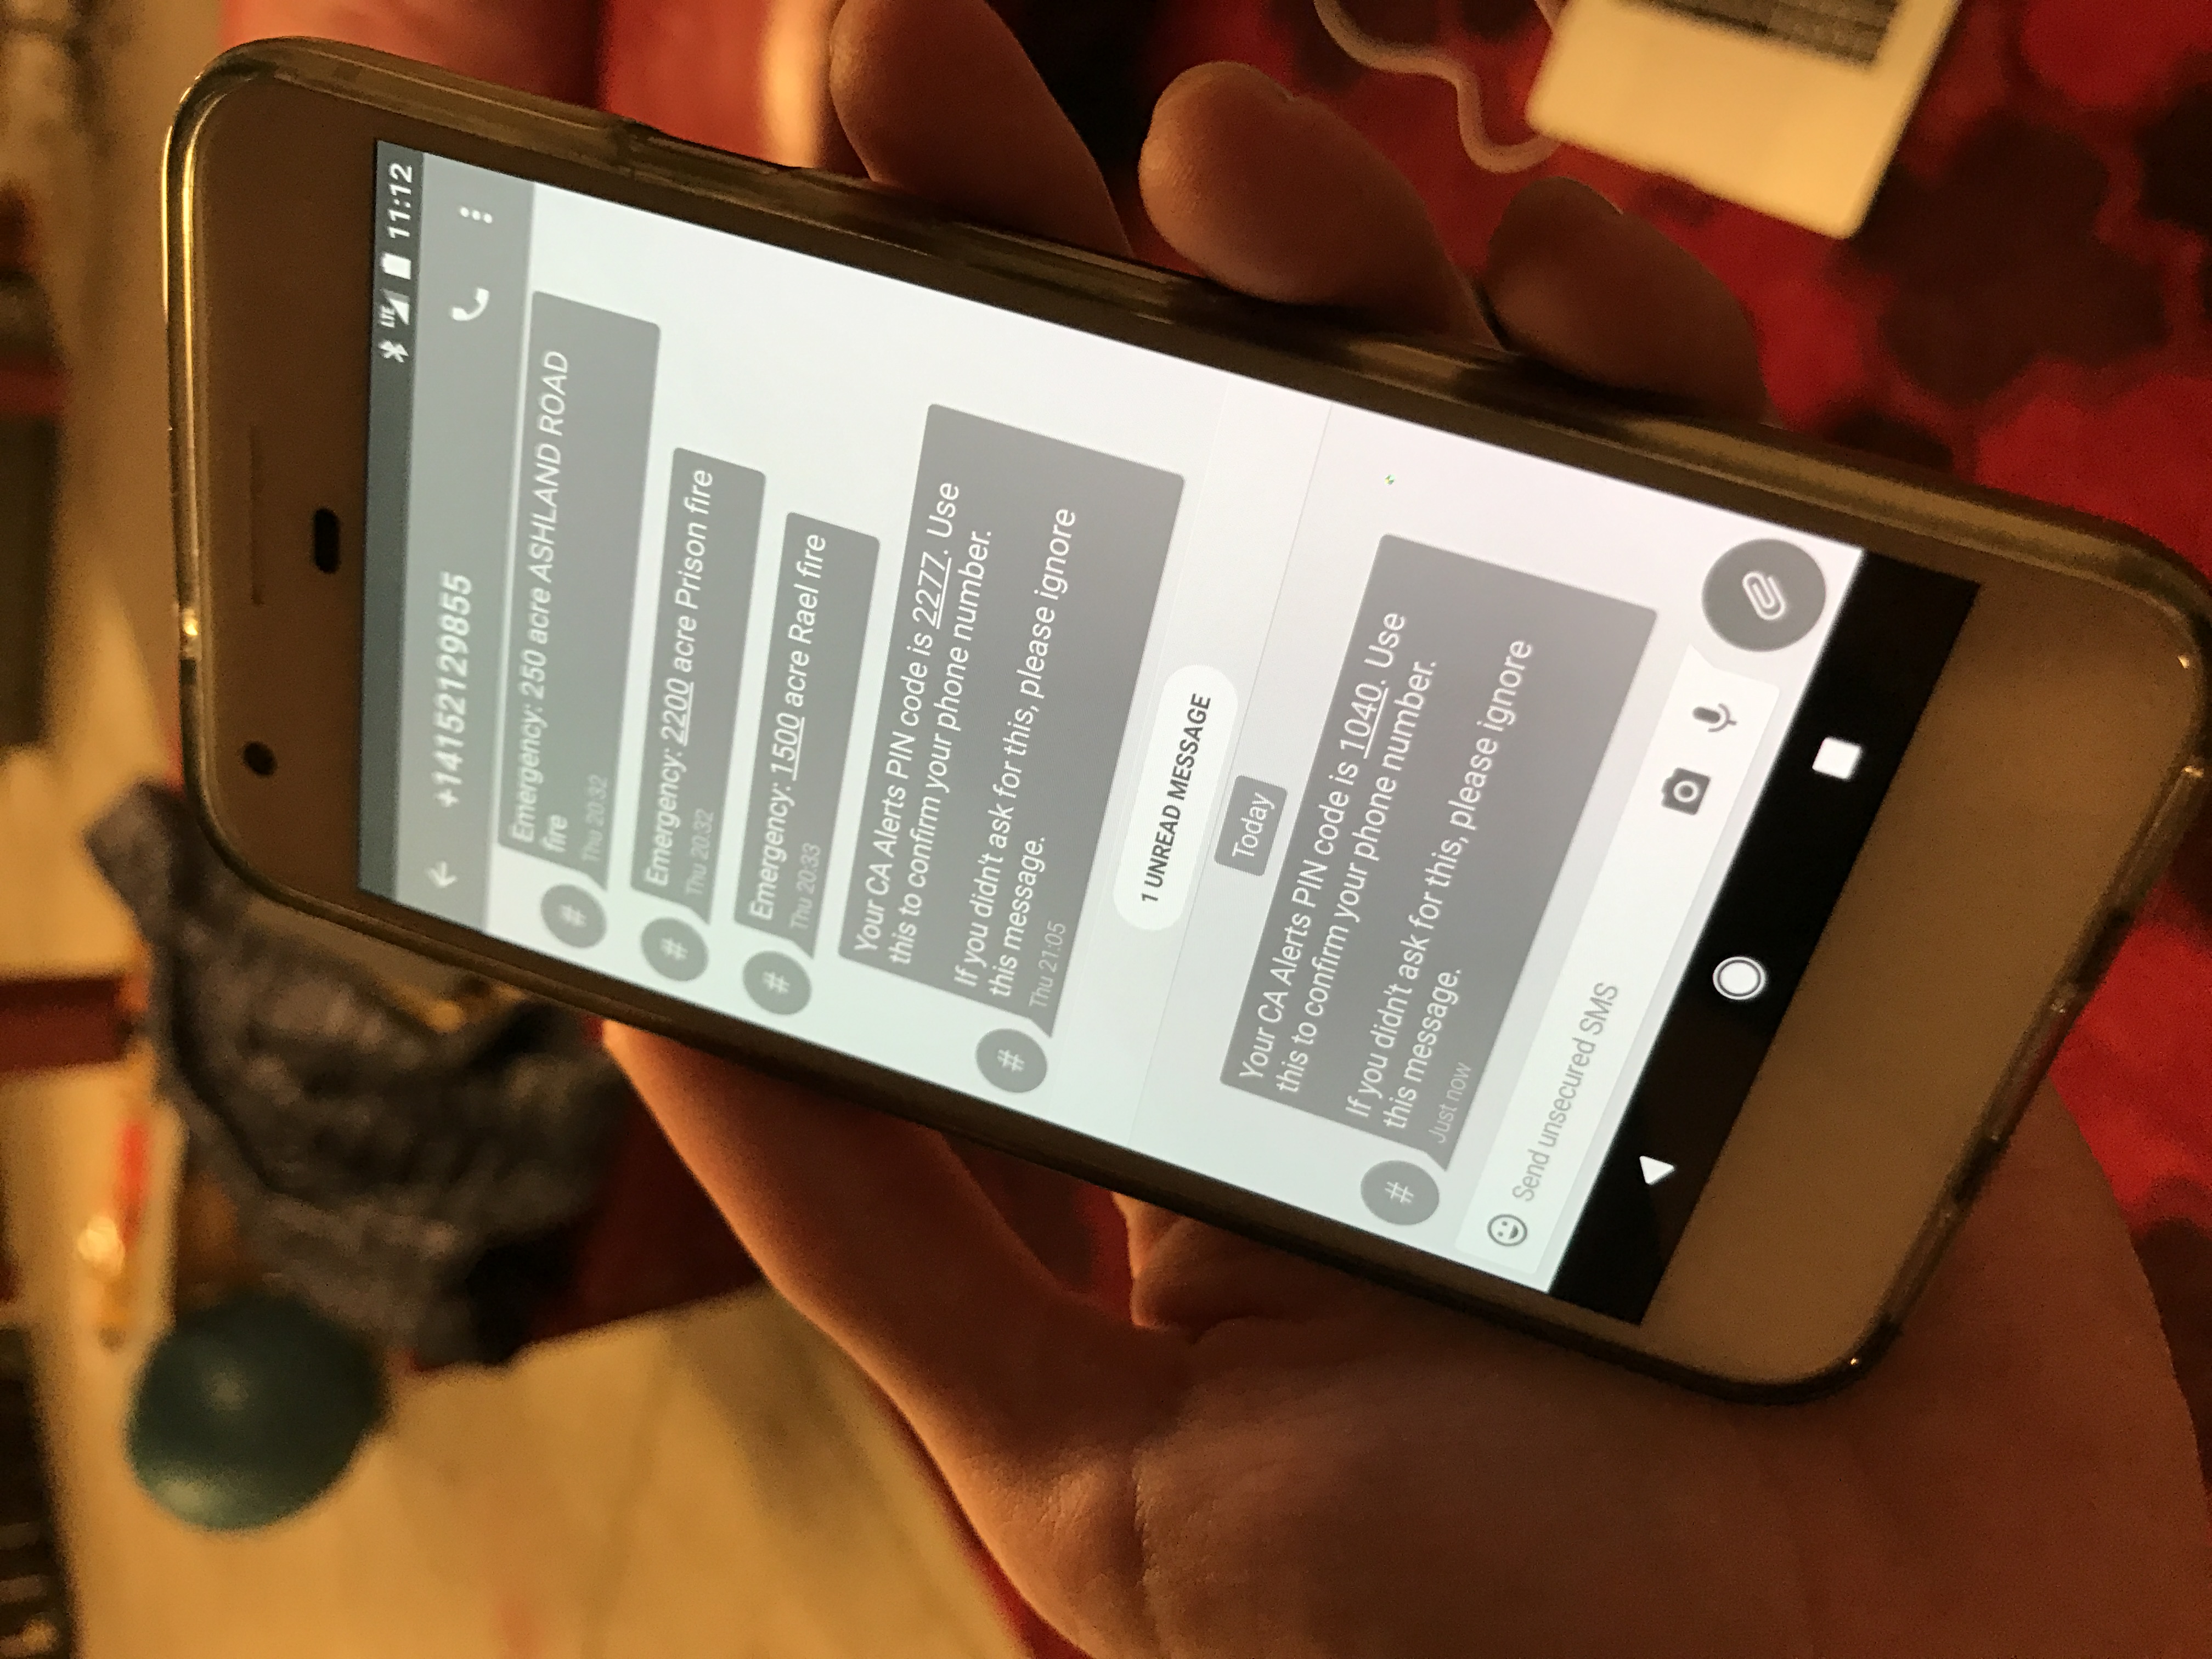 LTE 11:12
+14152129855
Emergency: 250 acre ASHLAND ROAD
fire
Thu 20:32
#
Emergency: 2200 acre Prison fire
Thu 20:32
#
Emergency: 1500 acre Rael fire
Thu 20:33
#
Your CA Alerts PIN code is 2277. Use
this to confirm your phone number.
If you didn't ask for this, please ignore
this message.
Thu 21:05
#
1 UNREAD MESSAGE
Today
Your CA Alerts PIN code is 1040. Use
this to confirm your phone number.
If you didn't ask for this, please ignore
this message.
Just now
#
Send unsecured SMS